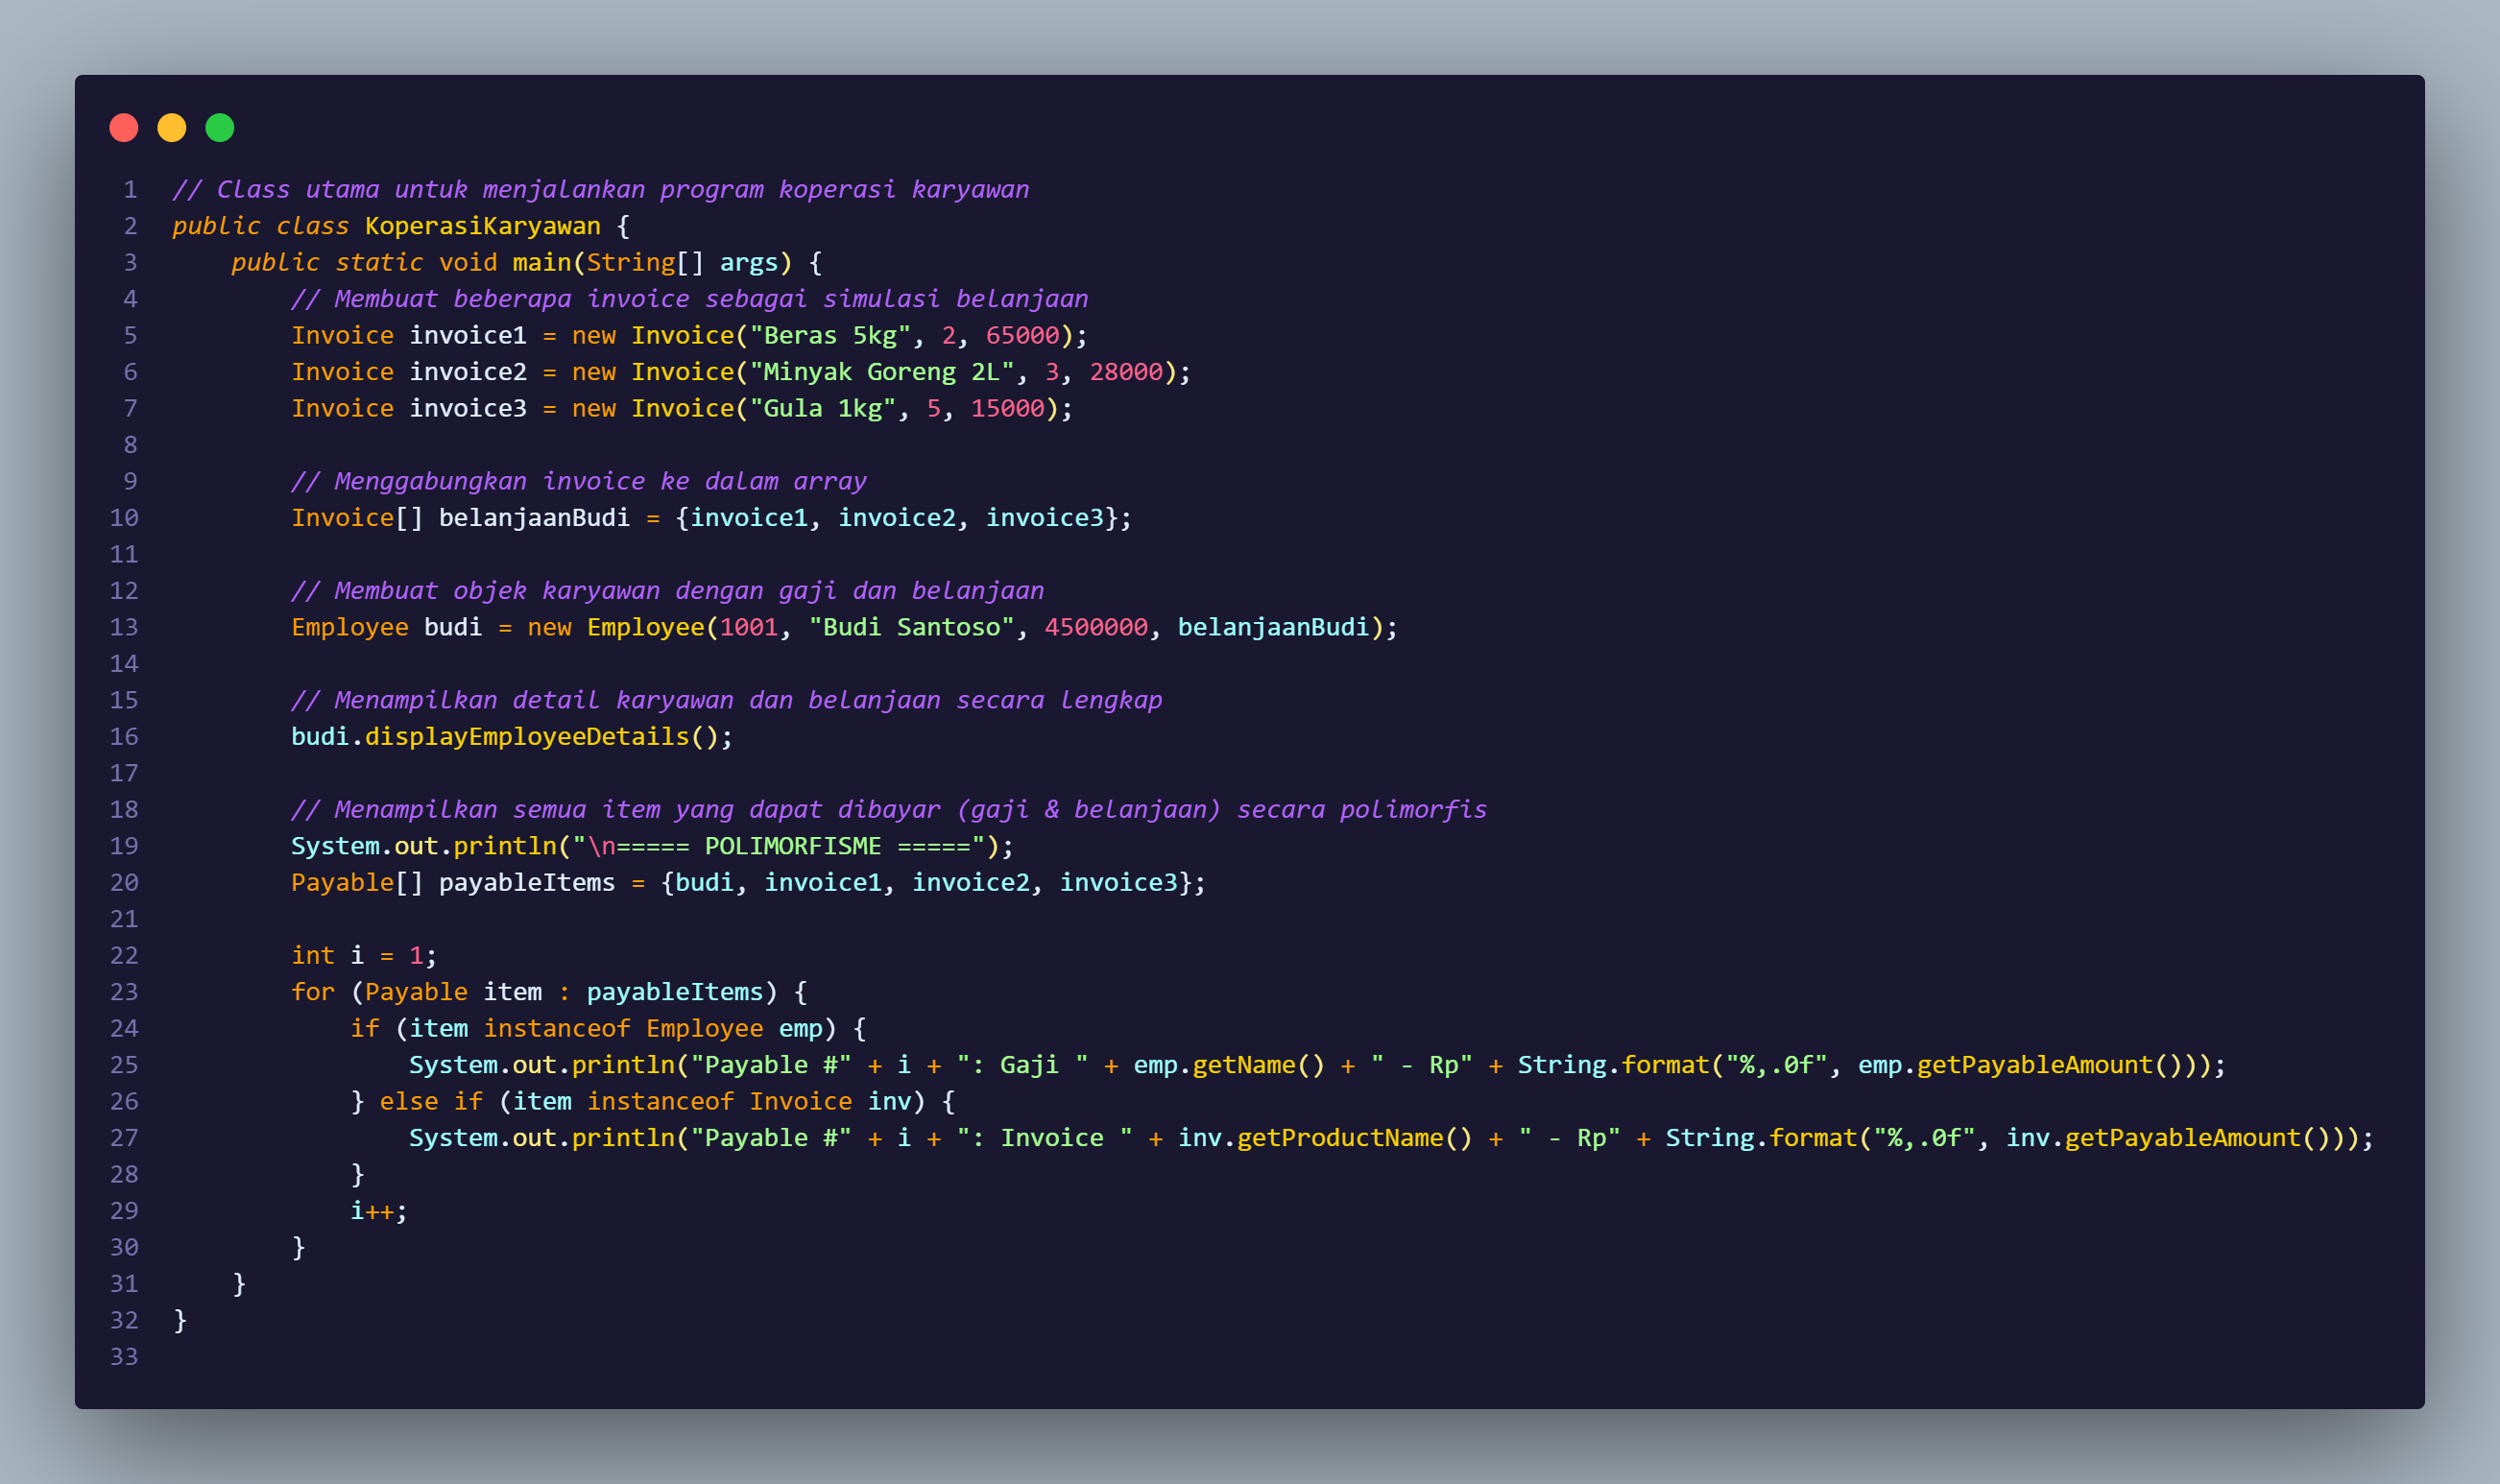 1 // Class utama untuk menjalankan program koperasi karyawan
2 public class KoperasiKaryawan {
3     public static void main(String[] args) {
4         // Membuat beberapa invoice sebagai simulasi belanjaan
5         Invoice invoice1 = new Invoice("Beras 5kg", 2, 65000);
6         Invoice invoice2 = new Invoice("Minyak Goreng 2L", 3, 28000);
7         Invoice invoice3 = new Invoice("Gula 1kg", 5, 15000);
8
9         // Menggabungkan invoice ke dalam array
10         Invoice[] belanjaanBudi = {invoice1, invoice2, invoice3};
11
12         // Membuat objek karyawan dengan gaji dan belanjaan
13         Employee budi = new Employee(1001, "Budi Santoso", 4500000, belanjaanBudi);
14
15         // Menampilkan detail karyawan dan belanjaan secara lengkap
16         budi.displayEmployeeDetails();
17
18         // Menampilkan semua item yang dapat dibayar (gaji & belanjaan) secara polimorfis
19         System.out.println("\n===== POLIMORFISME =====");
20         Payable[] payableItems = {budi, invoice1, invoice2, invoice3};
21
22         int i = 1;
23         for (Payable item : payableItems) {
24             if (item instanceof Employee emp) {
25                 System.out.println("Payable #" + i + ": Gaji " + emp.getName() + " - Rp" + String.format("%,.0f", emp.getPayableAmount()));
26             } else if (item instanceof Invoice inv) {
27                 System.out.println("Payable #" + i + ": Invoice " + inv.getProductName() + " - Rp" + String.format("%,.0f", inv.getPayableAmount()));
28             }
29             i++;
30         }
31     }
32 }
33